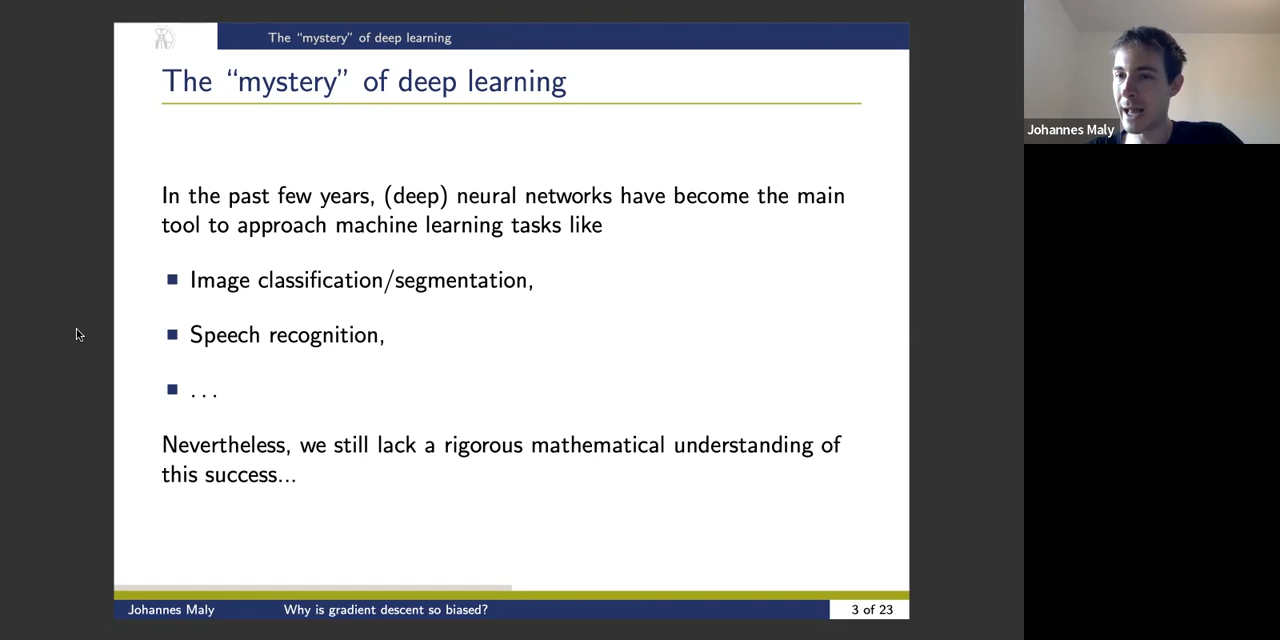 The “mystery” of deep learning
The “mystery” of deep learning
In the past few years, (deep) neural networks have become the main
tool to approach machine learning tasks like
Image classification/segmentation,
Speech recognition,
...
Nevertheless, we still lack a rigorous mathematical understanding of
this success...
Johannes Maly Why is gradient descent so biased? 3 of 23
Johannes Maly